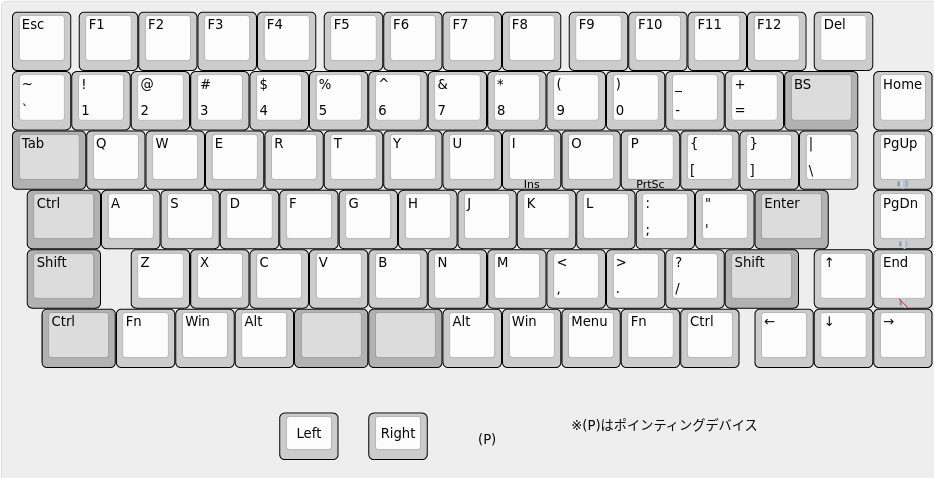 Esc F1 F2 F3 F4 F5 F6 F7 F8 F9 F10 F11 F12 Del
~ ! @ # $ % ^ & * ( ) _ + BS Home
` 1 2 3 4 5 6 7 8 9 0 - =
Tab Q W E R T Y U I O P { } | PgUp
[ ] \
Ins PrtSc
Ctrl A S D F G H J K L : " Enter PgDn
; '
Shift Z X C V B N M < > ? Shift ↑ End
, . /
Ctrl Fn Win Alt Alt Win Menu Fn Ctrl ← ↓ →
Left Right (P) ※(P)はポインティングデバイス